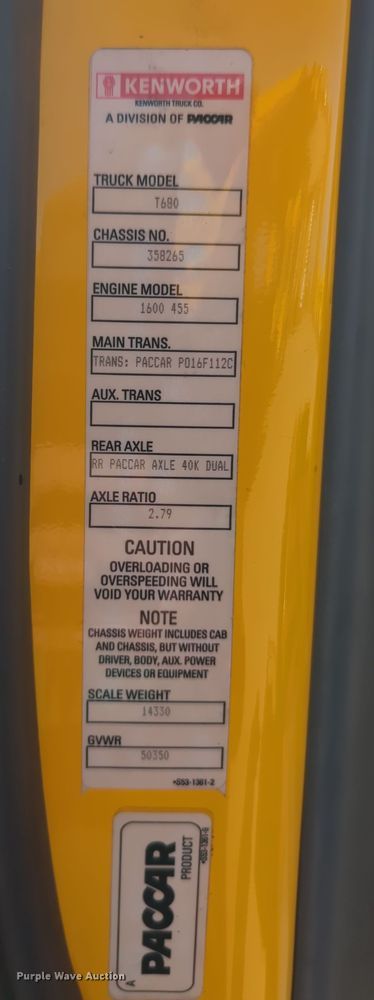 KENWORTH
KENWORTH TRUCK CO.
A DIVISION OF PACCAR
TRUCK MODEL
T680
CHASSIS NO.
358265
ENGINE MODEL
1600 455
MAIN TRANS.
TRANS: PACCAR PO16F112C
AUX. TRANS
REAR AXLE
RR PACCAR AXLE 40K DUAL
AXLE RATIO
2.79
CAUTION
OVERLOADING OR
OVERSPEEDING WILL
VOID YOUR WARRANTY
NOTE
CHASSIS WEIGHT INCLUDES CAB
AND CHASSIS, BUT WITHOUT
DRIVER, BODY, AUX. POWER
DEVICES OR EQUIPMENT
SCALE WEIGHT
14330
GVWR
50350
•S53-1361-2
A
PACCAR
PRODUCT
Purple Wave Auction